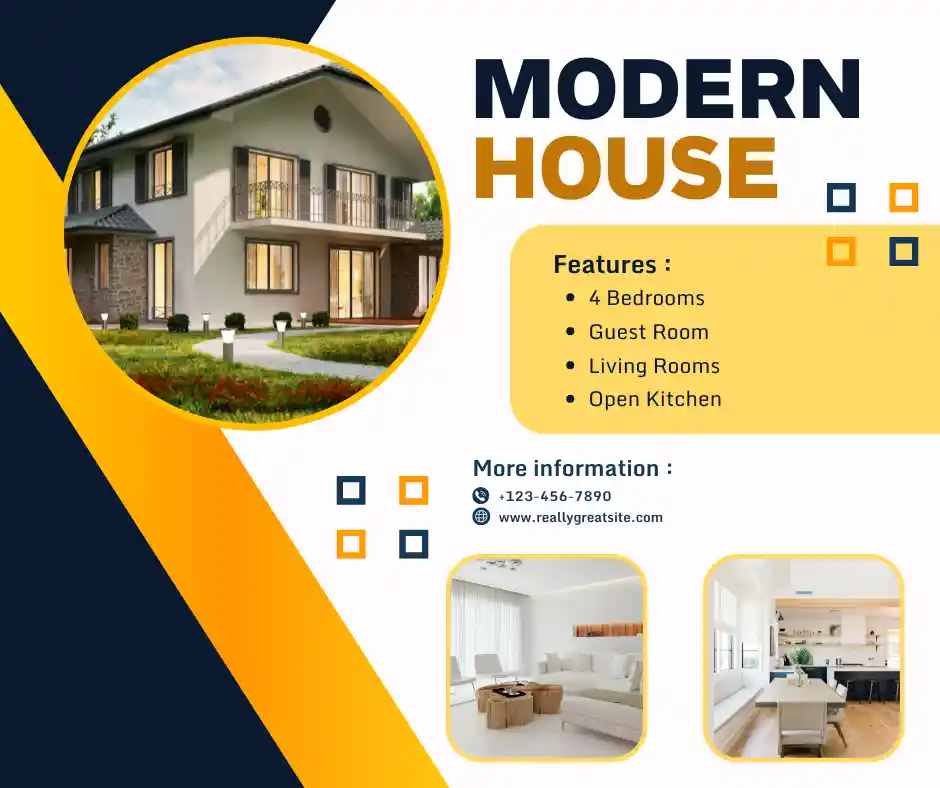 MODERN
HOUSE
Features :
4 Bedrooms
Guest Room
Living Rooms
Open Kitchen
More information :
+123-456-7890
www.reallygreatsite.com